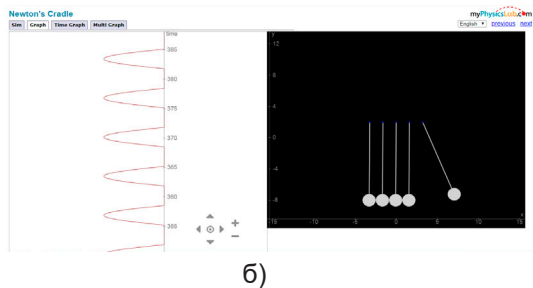 Newton's Cradle
myPhysicsLab.com
Sim Graph Time Graph Multi Graph
English previous next
time
385
380
375
370
365
360
355
y
12
8
4
0
-4
-8
-15 -10 -5 0 5 10 15
x
б)